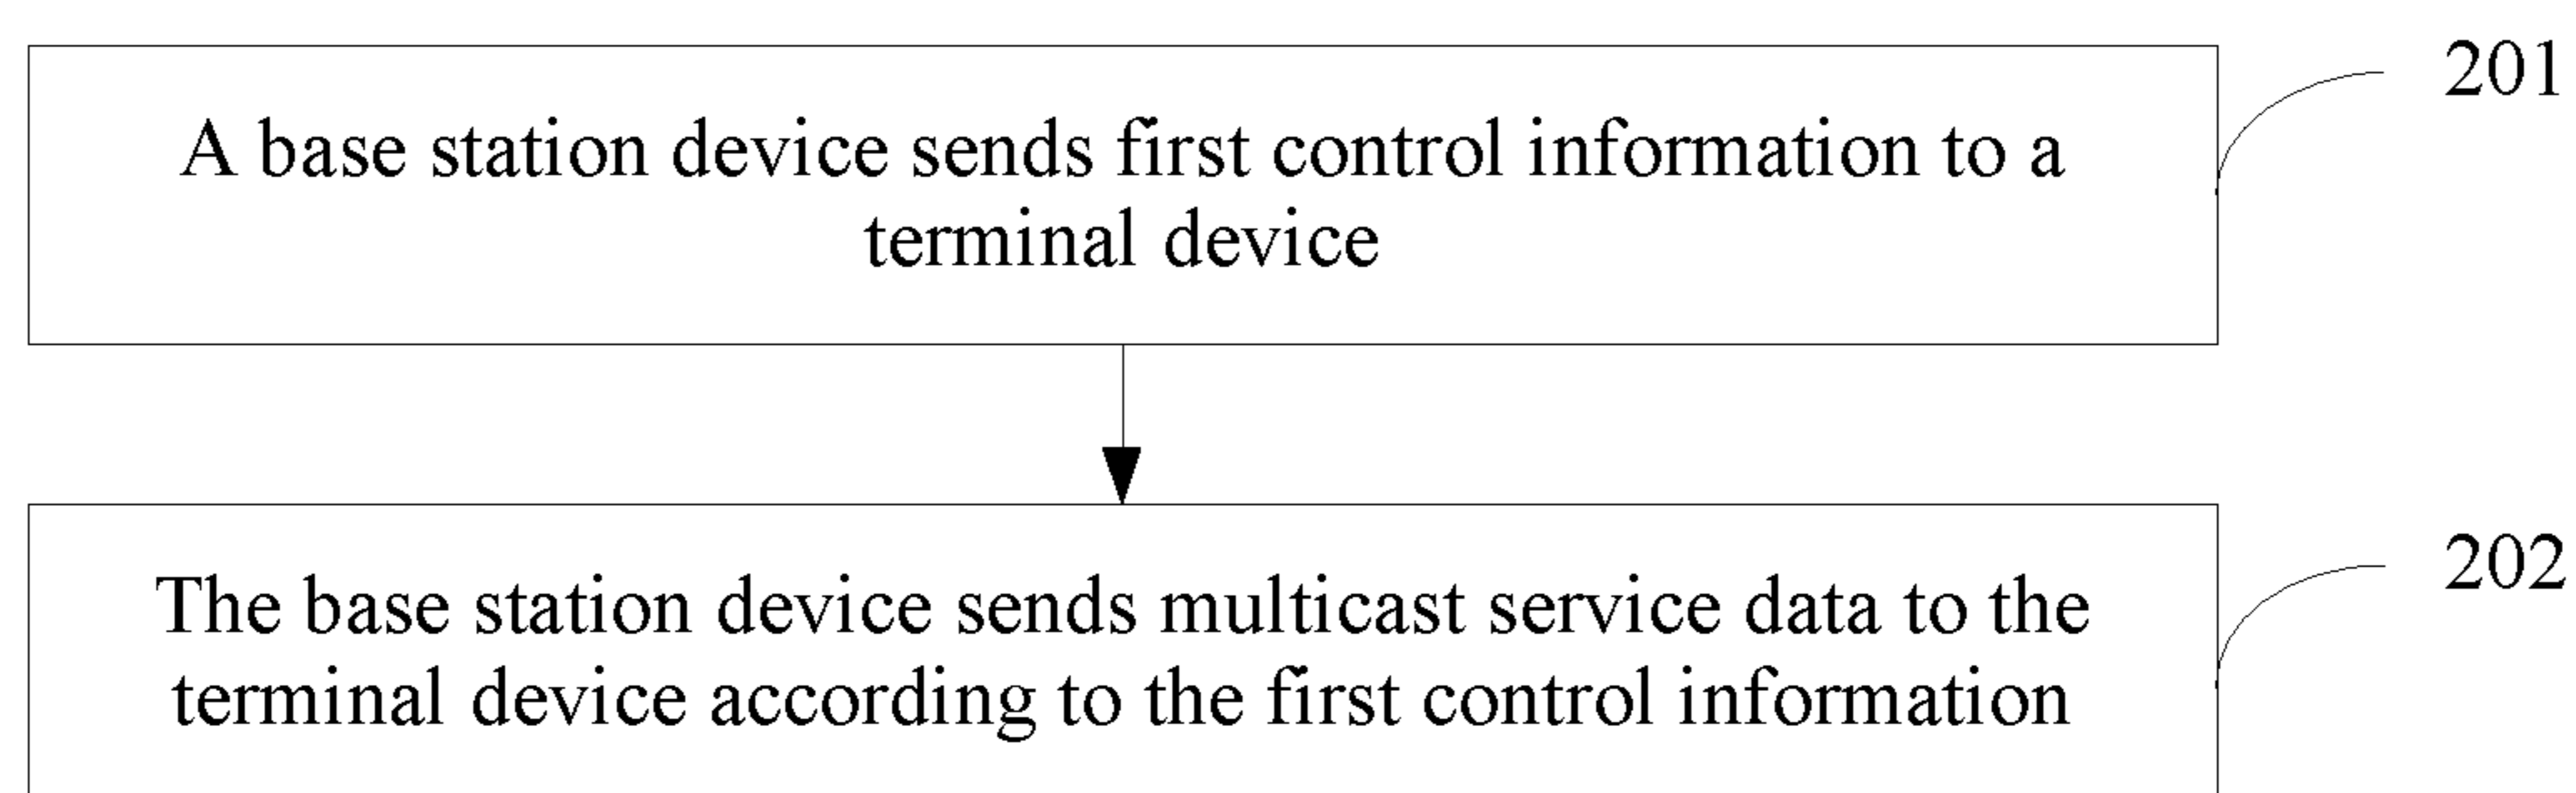 201
A base station device sends first control information to a
terminal device
202
The base station device sends multicast service data to the
terminal device according to the first control information